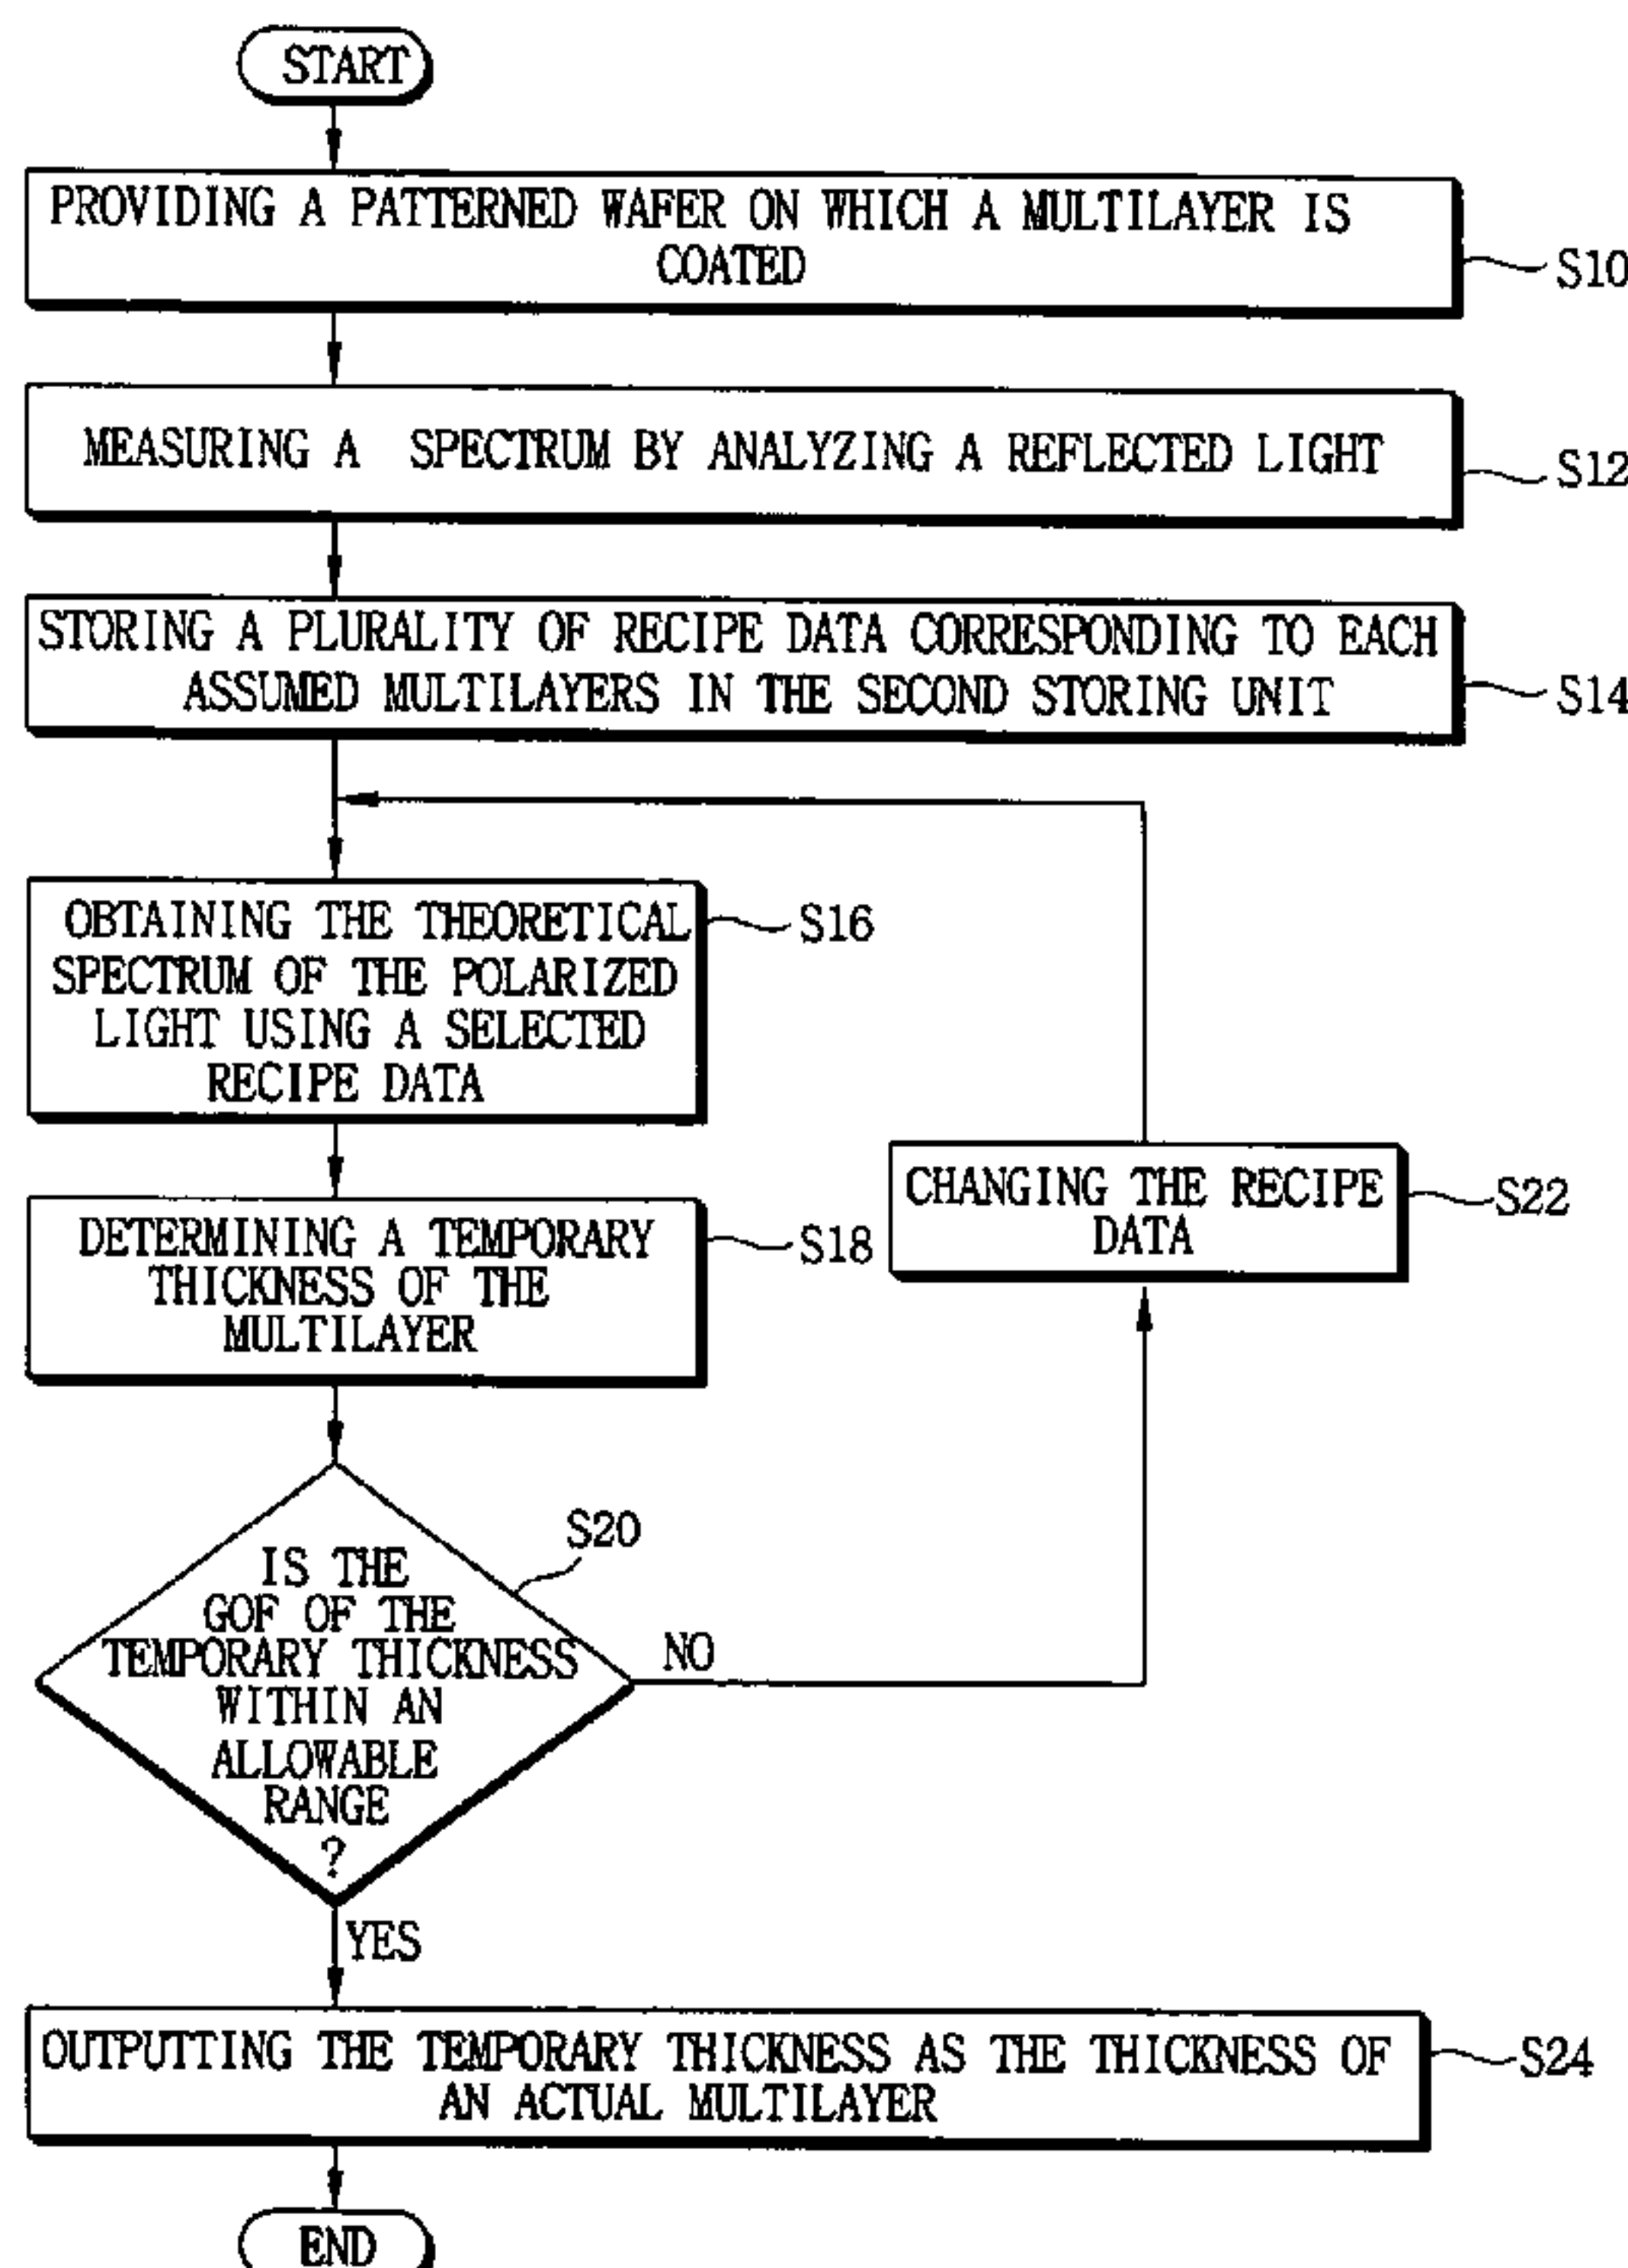 START
PROVIDING A PATTERNED WAFER ON WHICH A MULTILAYER IS
COATED
S10
MEASURING A SPECTRUM BY ANALYZING A REFLECTED LIGHT
S12
STORING A PLURALITY OF RECIPE DATA CORRESPONDING TO EACH
ASSUMED MULTILAYERS IN THE SECOND STORING UNIT
S14
OBTAINING THE THEORETICAL
SPECTRUM OF THE POLARIZED
LIGHT USING A SELECTED
RECIPE DATA
S16
DETERMINING A TEMPORARY
THICKNESS OF THE
MULTILAYER
S18
CHANGING THE RECIPE
DATA
S22
IS THE
GOF OF THE
TEMPORARY THICKNESS
WITHIN AN
ALLOWABLE
RANGE
?
S20
NO
YES
OUTPUTTING THE TEMPORARY THICKNESS AS THE THICKNESS OF
AN ACTUAL MULTILAYER
S24
END